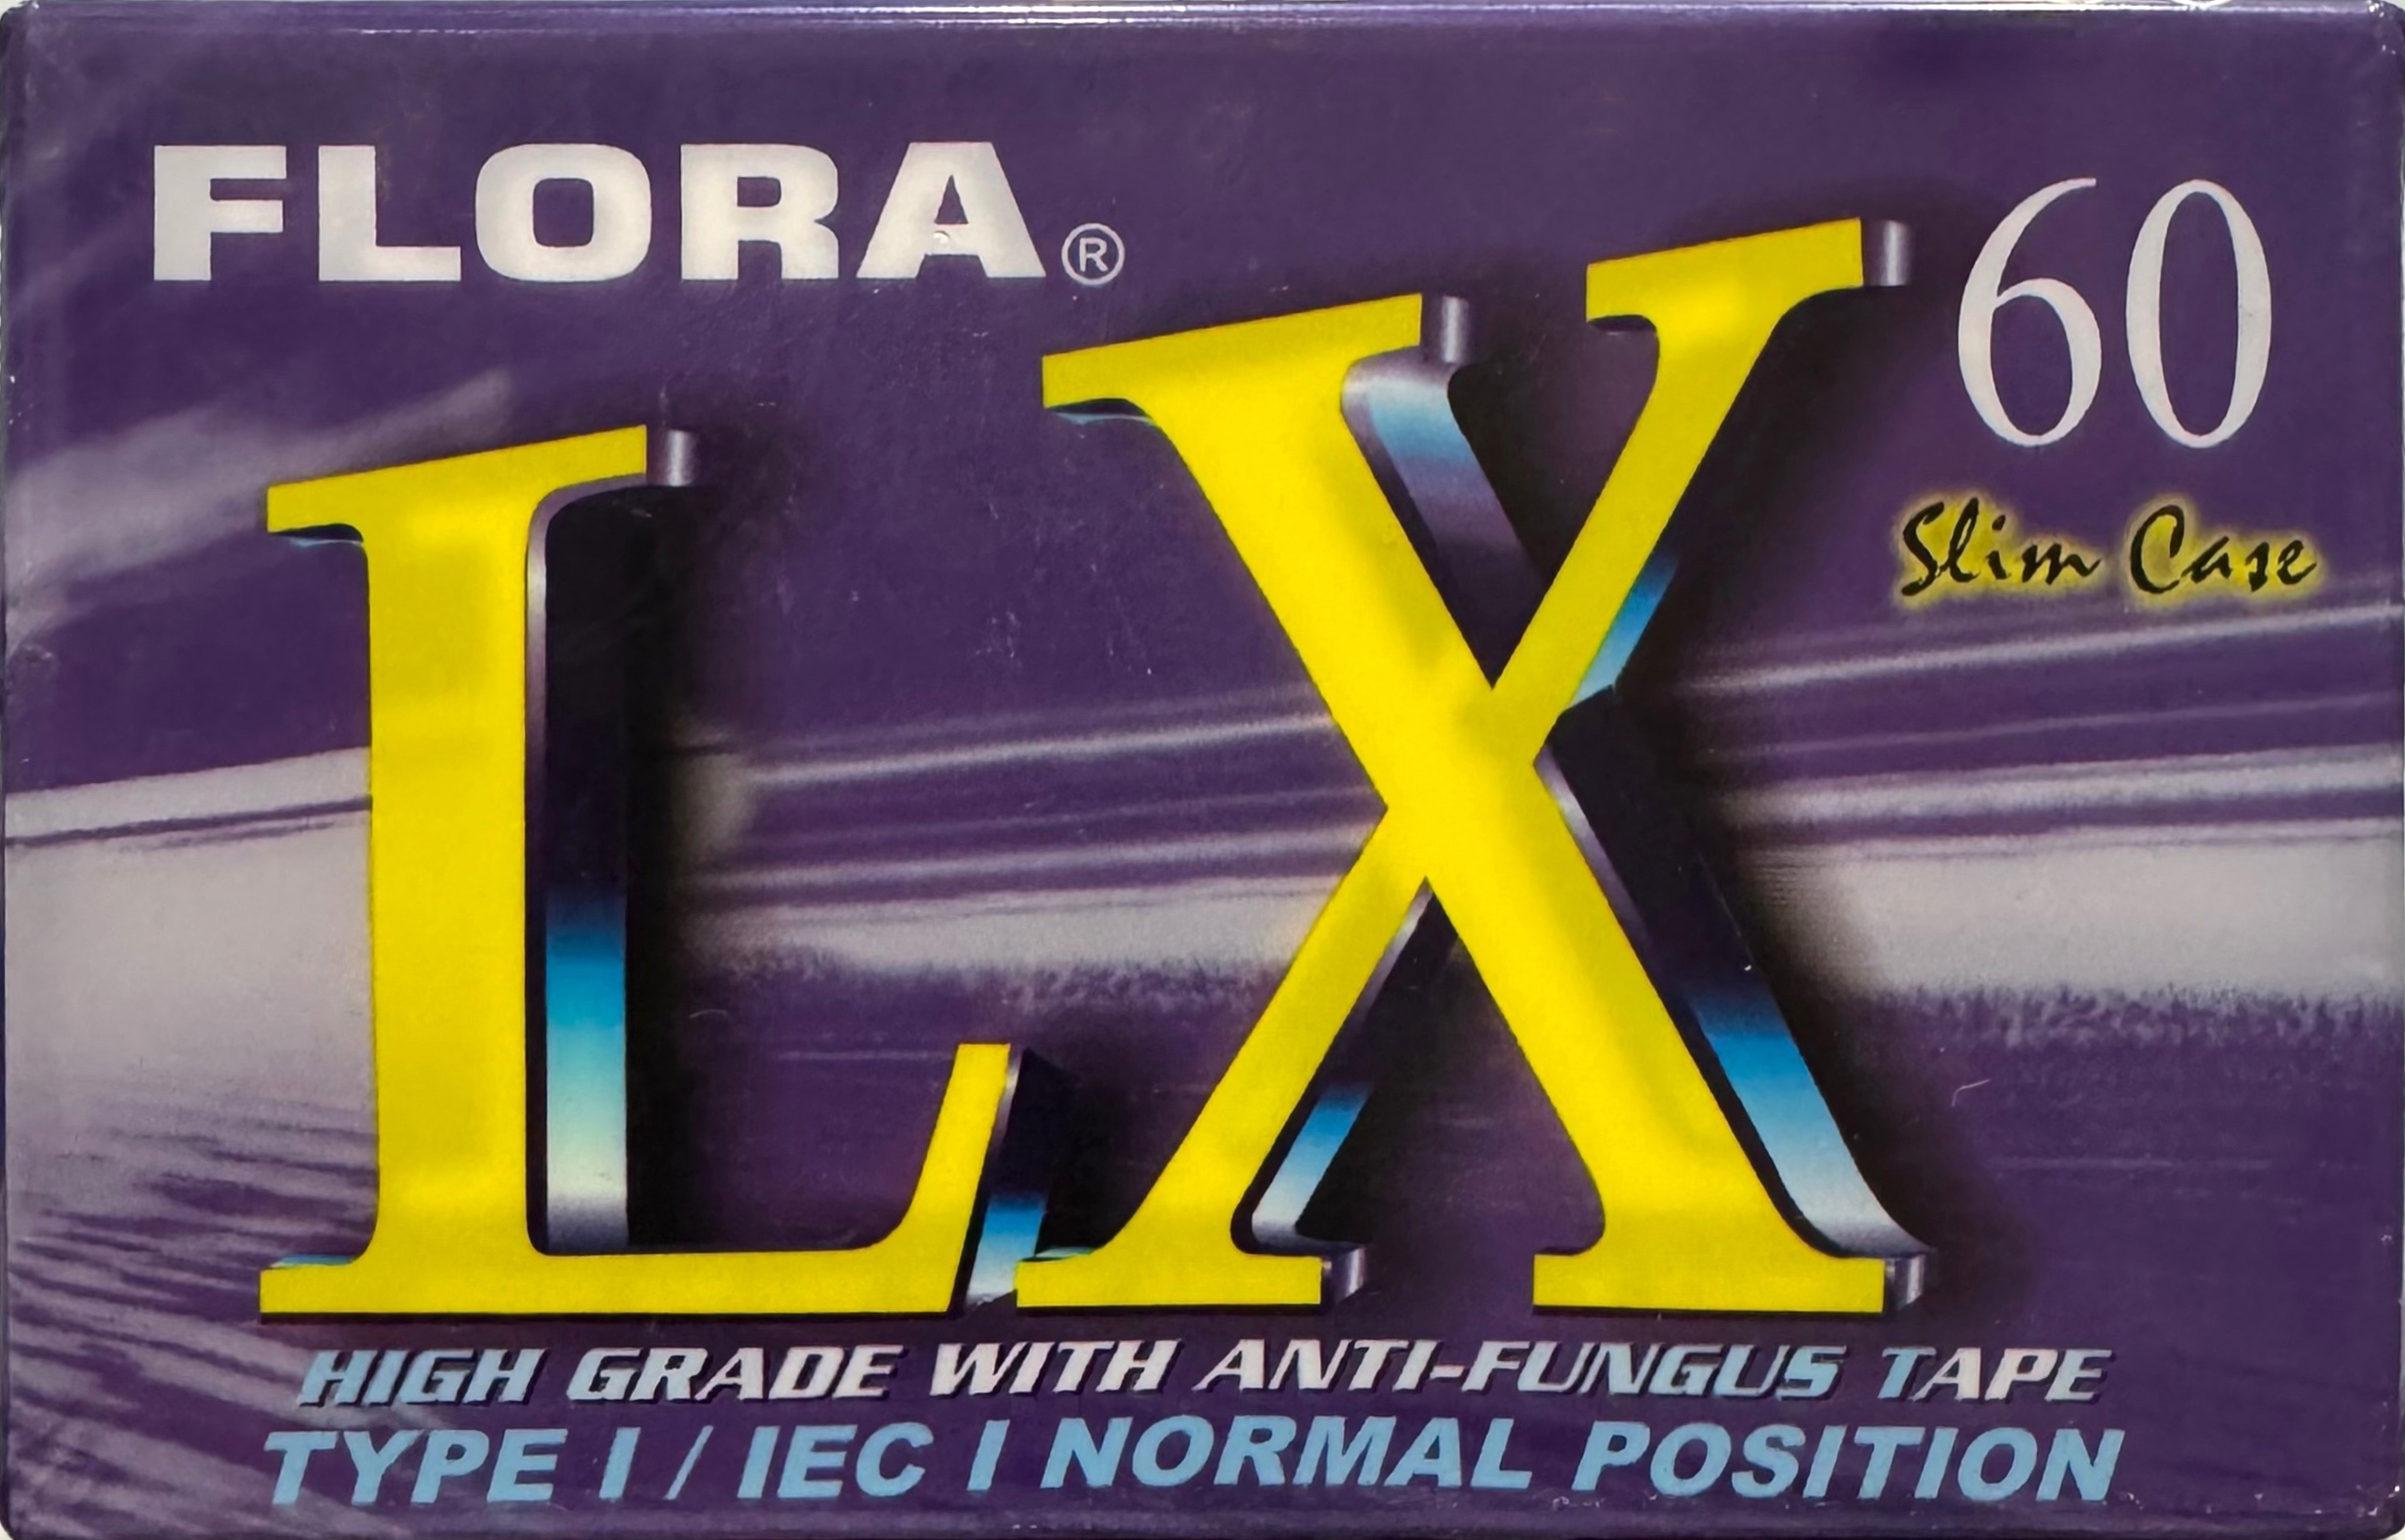 FLORA®
60
Slim Case
LX
HIGH GRADE WITH ANTI-FUNGUS TAPE
TYPE I / IEC I NORMAL POSITION